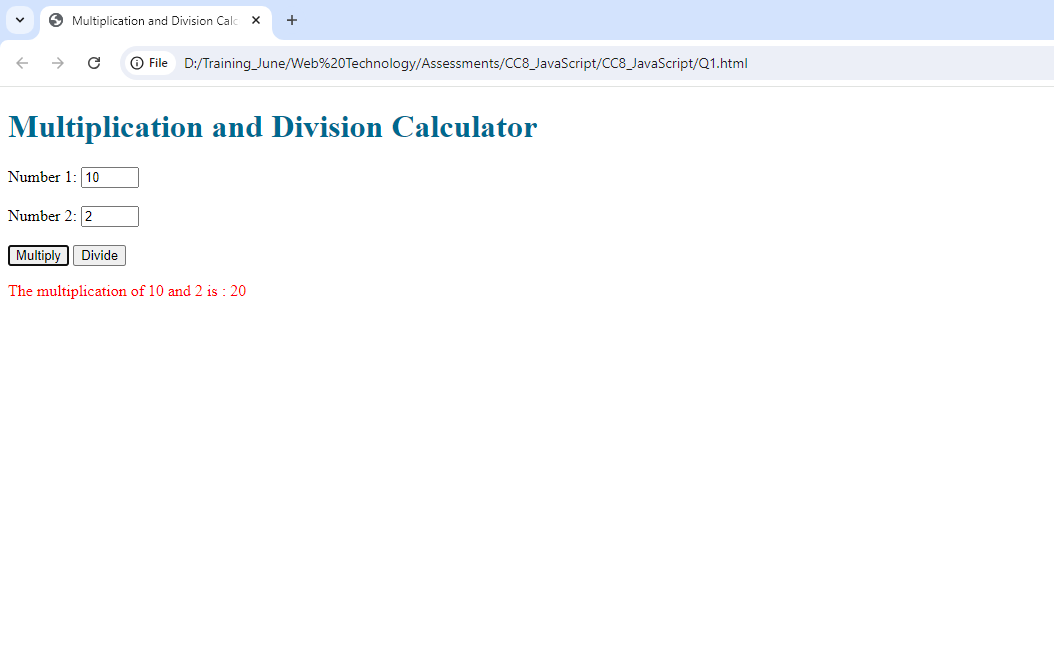 Multiplication and Division Calc
File D:/Training_June/Web%20Technology/Assessments/CC8_JavaScript/CC8_JavaScript/Q1.html
Multiplication and Division Calculator
Number 1: 10
Number 2: 2
Multiply Divide
The multiplication of 10 and 2 is : 20